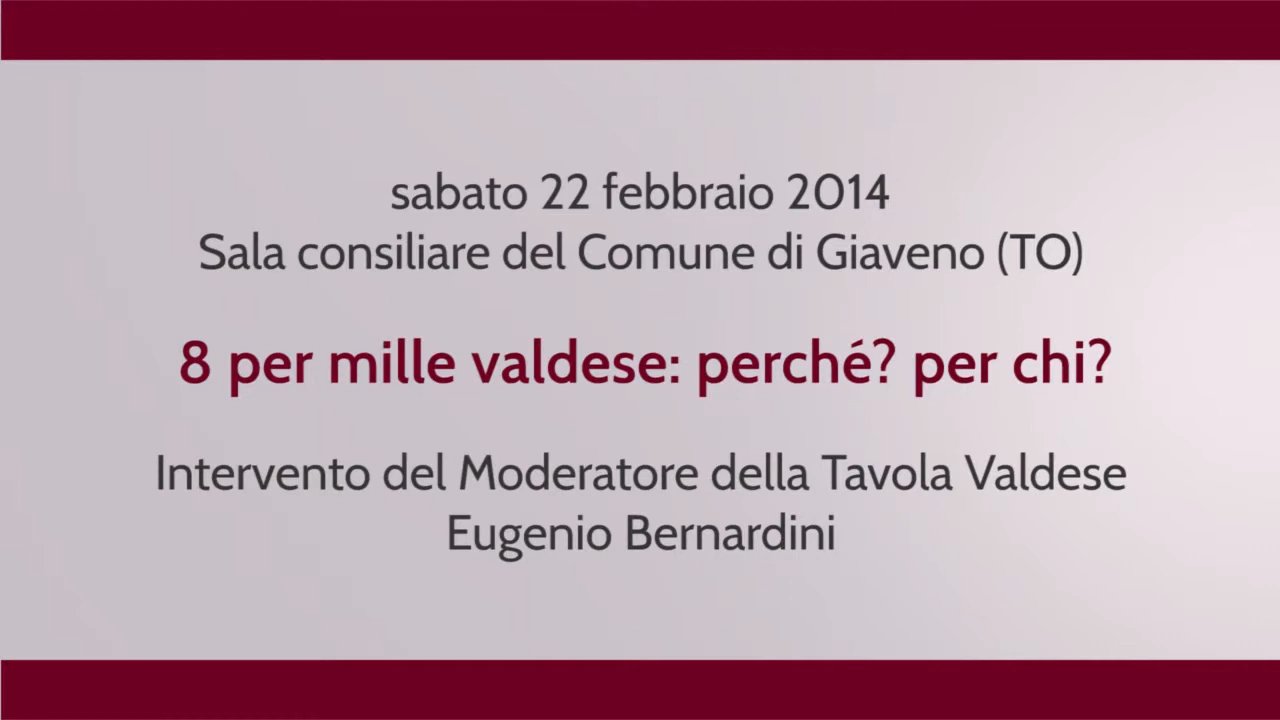 sabato 22 febbraio 2014
Sala consiliare del Comune di Giaveno (TO)
8 per mille valdese: perché? per chi?
Intervento del Moderatore della Tavola Valdese
Eugenio Bernardini